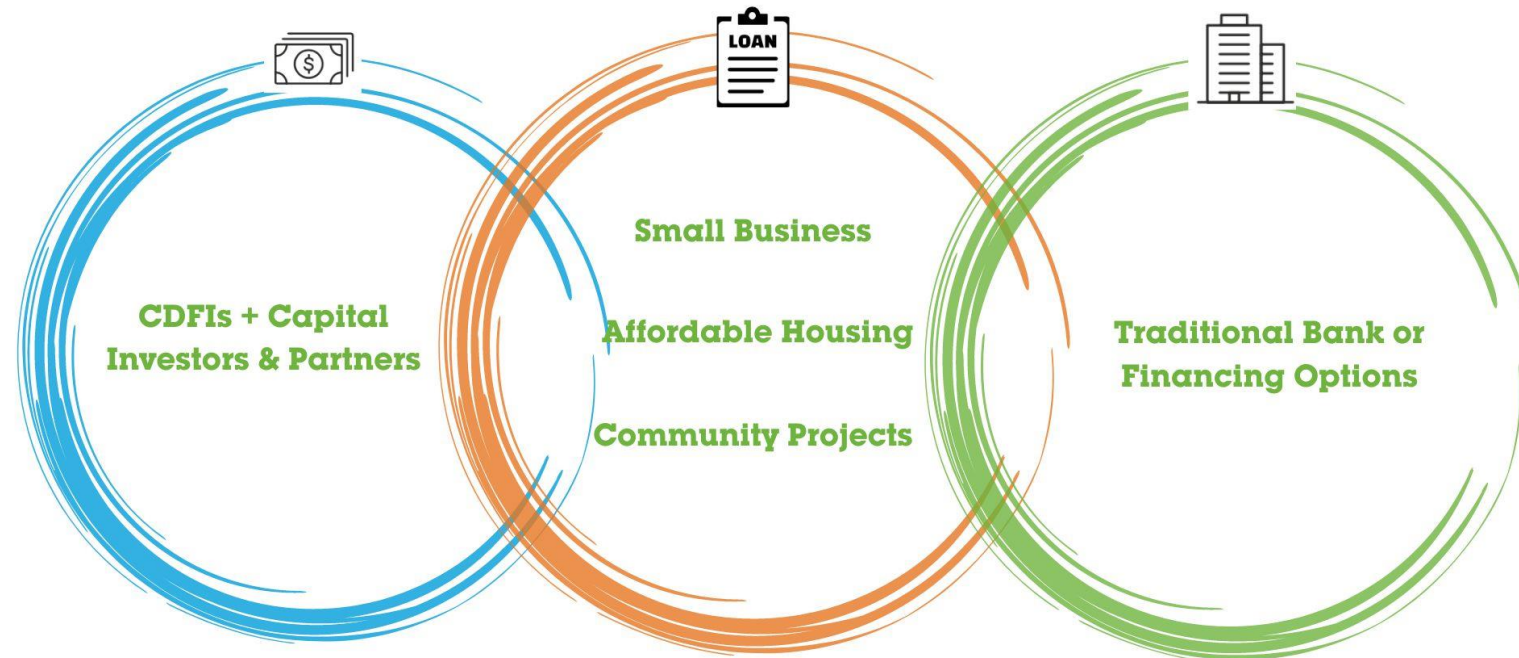 $
LOAN
CDFIs + Capital
Investors & Partners
Small Business
Affordable Housing
Community Projects
Traditional Bank or
Financing Options